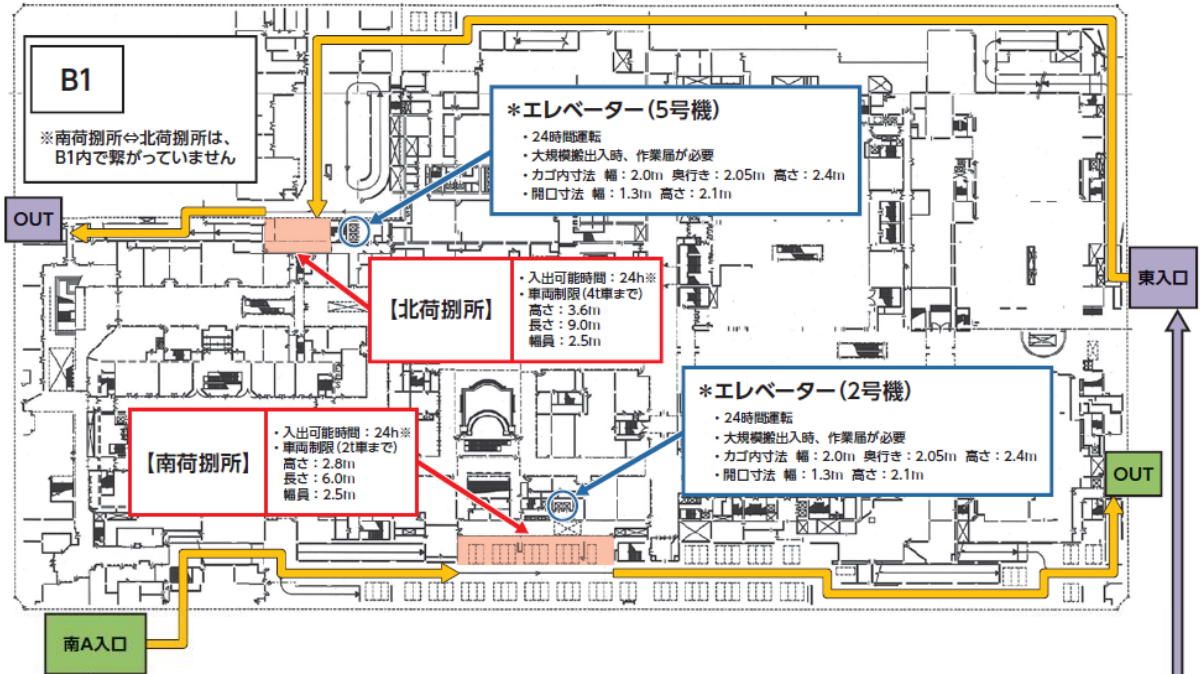 B1
※南荷捌所⇔北荷捌所は、
B1内で繋がっていません
＊エレベーター（5号機）
・24時間運転
・大規模搬出入時、作業届が必要
・カゴ内寸法 幅：2.0m 奥行き：2.05m 高さ：2.4m
・開口寸法 幅：1.3m 高さ：2.1m
OUT
東入口
【北荷捌所】
・入出可能時間：24h※
・車両制限（4t車まで）
高さ：3.6m
長さ：9.0m
幅員：2.5m
＊エレベーター（2号機）
・24時間運転
・大規模搬出入時、作業届が必要
・カゴ内寸法 幅：2.0m 奥行き：2.05m 高さ：2.4m
・開口寸法 幅：1.3m 高さ：2.1m
【南荷捌所】
・入出可能時間：24h※
・車両制限（2t車まで）
高さ：2.8m
長さ：6.0m
幅員：2.5m
OUT
南A入口